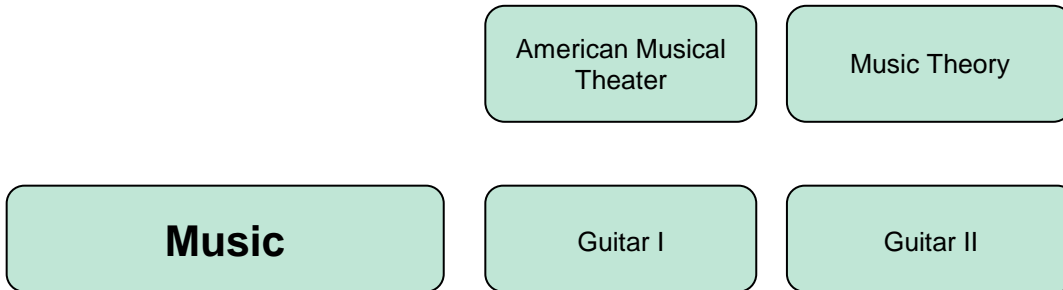 American Musical
Theater
Music Theory
Music
Guitar I
Guitar II